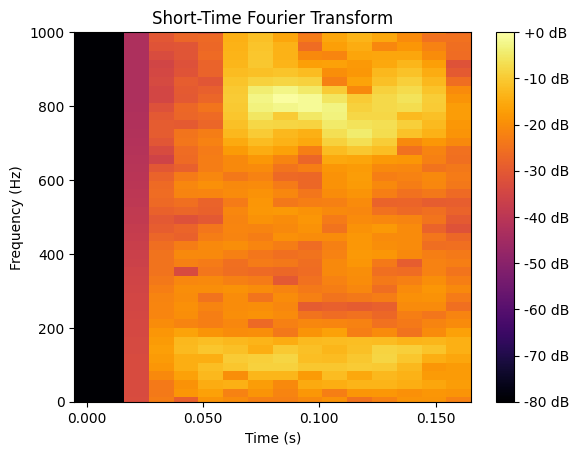 Short-Time Fourier Transform
Frequency (Hz)
1000
800
600
400
200
0
0.000
0.050
0.100
0.150
Time (s)
+0 dB
-10 dB
-20 dB
-30 dB
-40 dB
-50 dB
-60 dB
-70 dB
-80 dB